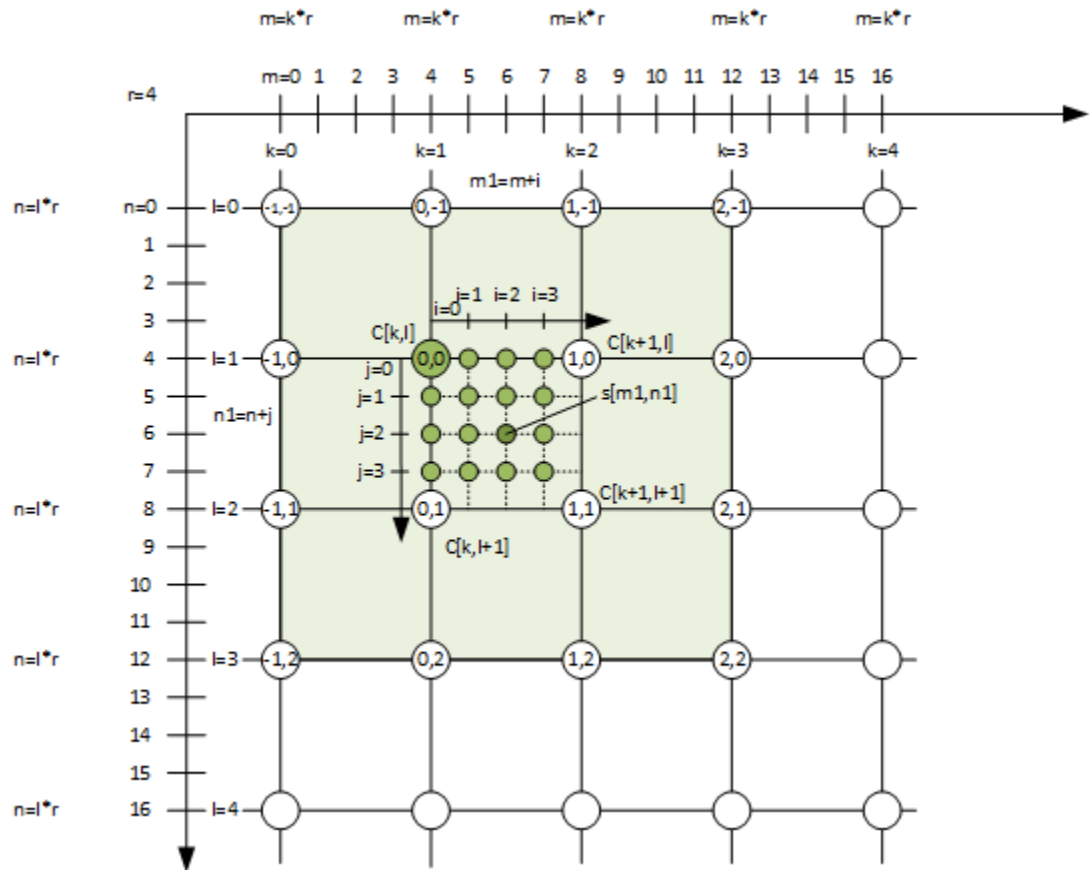 m=k*r m=k*r m=k*r m=k*r m=k*r
m=0 1 2 3 4 5 6 7 8 9 10 11 12 13 14 15 16
r=4
k=0 k=1 k=2 k=3 k=4
m1=m+i
n=l*r n=0 l=0 -1,-1 0,-1 1,-1 2,-1
1
2
i=1 i=2 i=3
i=0
3
C[k,l] C[k+1,l]
n=l*r 4 l=1 -1,0 0,0 1,0 2,0
j=0
5 j=1 s[m1,n1]
n1=n+j
6 j=2
7 j=3
C[k+1,l+1]
n=l*r 8 l=2 -1,1 0,1 1,1 2,1
9 C[k,l+1]
10
11
n=l*r 12 l=3 -1,2 0,2 1,2 2,2
13
14
15
n=l*r 16 l=4